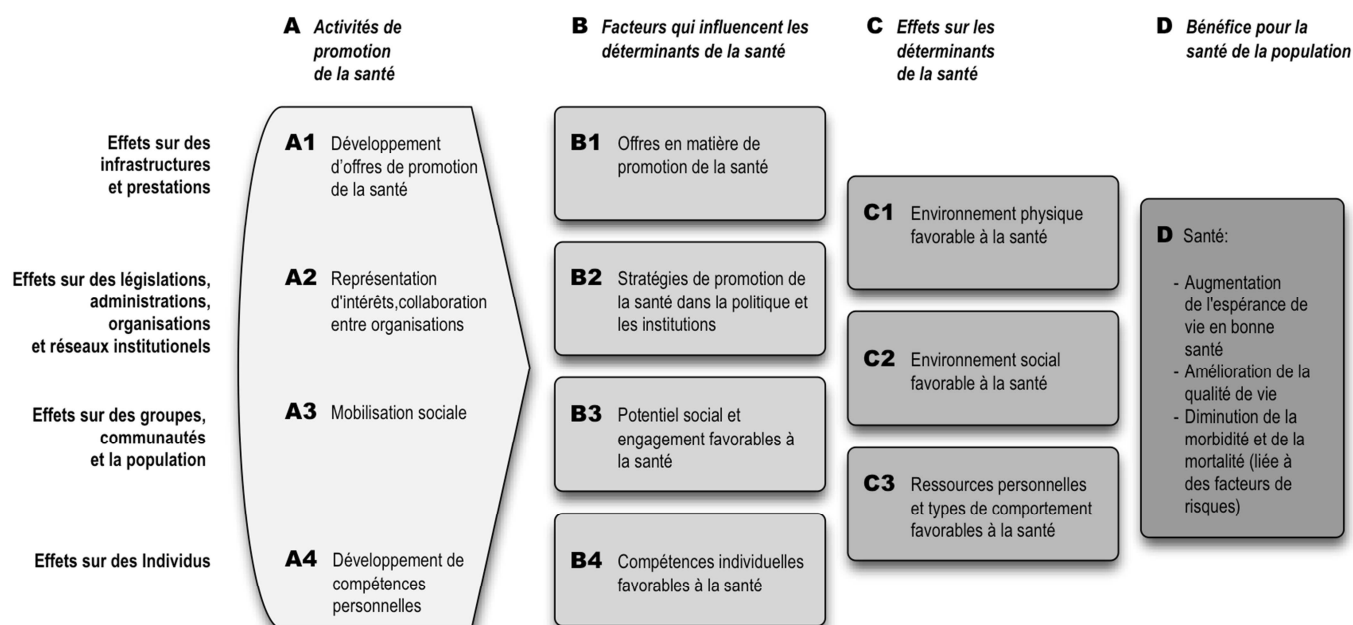 A Activités de
promotion
de la santé
B Facteurs qui influencent les
déterminants de la santé
C Effets sur les
déterminants
de la santé
D Bénéfice pour la
santé de la population
Effets sur des
infrastructures
et prestations
A1 Développement
d'offres de promotion
de la santé
B1 Offres en matière de
promotion de la santé
C1 Environnement physique
favorable à la santé
D Santé:
- Augmentation
de l'espérance de
vie en bonne
santé
- Amélioration de la
qualité de vie
- Diminution de la
morbidité et de la
mortalité (liée à
des facteurs de
risques)
Effets sur des législations,
administrations,
organisations
et réseaux institutionels
A2 Représentation
d'intérêts,collaboration
entre organisations
B2 Stratégies de promotion de
la santé dans la politique et
les institutions
C2 Environnement social
favorable à la santé
Effets sur des groupes,
communautés
et la population
A3 Mobilisation sociale
B3 Potentiel social et
engagement favorables à
la santé
C3 Ressources personnelles
et types de comportement
favorables à la santé
Effets sur des Individus
A4 Développement de
compétences
personnelles
B4 Compétences individuelles
favorables à la santé